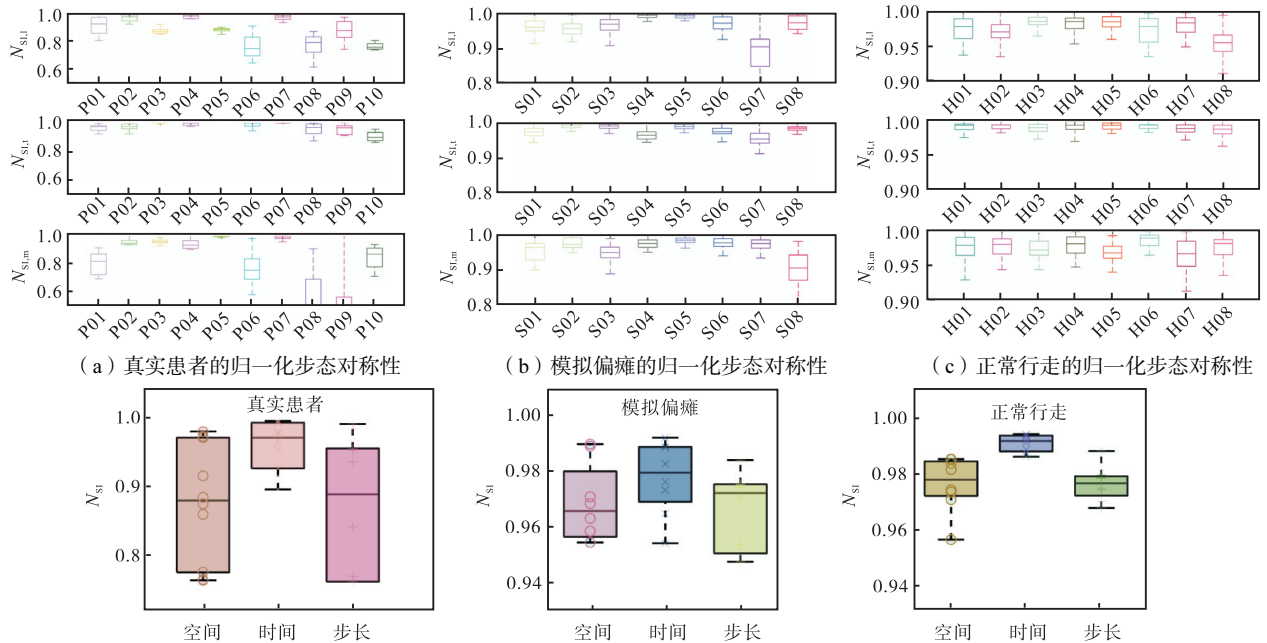 N_SI,l
1.0
0.8
0.6
P01 P02 P03 P04 P05 P06 P07 P08 P09 P10
N_SI,t
1.0
0.8
0.6
P01 P02 P03 P04 P05 P06 P07 P08 P09 P10
N_SI,m
1.0
0.8
0.6
P01 P02 P03 P04 P05 P06 P07 P08 P09 P10
(a)真实患者的归一化步态对称性
N_SI,l
1.0
0.9
0.8
S01 S02 S03 S04 S05 S06 S07 S08
N_SI,t
1.0
0.9
0.8
S01 S02 S03 S04 S05 S06 S07 S08
N_SI,m
1.0
0.9
0.8
S01 S02 S03 S04 S05 S06 S07 S08
(b)模拟偏瘫的归一化步态对称性
N_SI,l
1.00
0.95
0.90
H01 H02 H03 H04 H05 H06 H07 H08
N_SI,t
1.00
0.95
0.90
H01 H02 H03 H04 H05 H06 H07 H08
N_SI,m
1.00
0.95
0.90
H01 H02 H03 H04 H05 H06 H07 H08
(c)正常行走的归一化步态对称性
真实患者
N_SI
1.0
0.9
0.8
空间 时间 步长
模拟偏瘫
N_SI
1.00
0.98
0.96
0.94
空间 时间 步长
正常行走
N_SI
1.00
0.98
0.96
0.94
空间 时间 步长